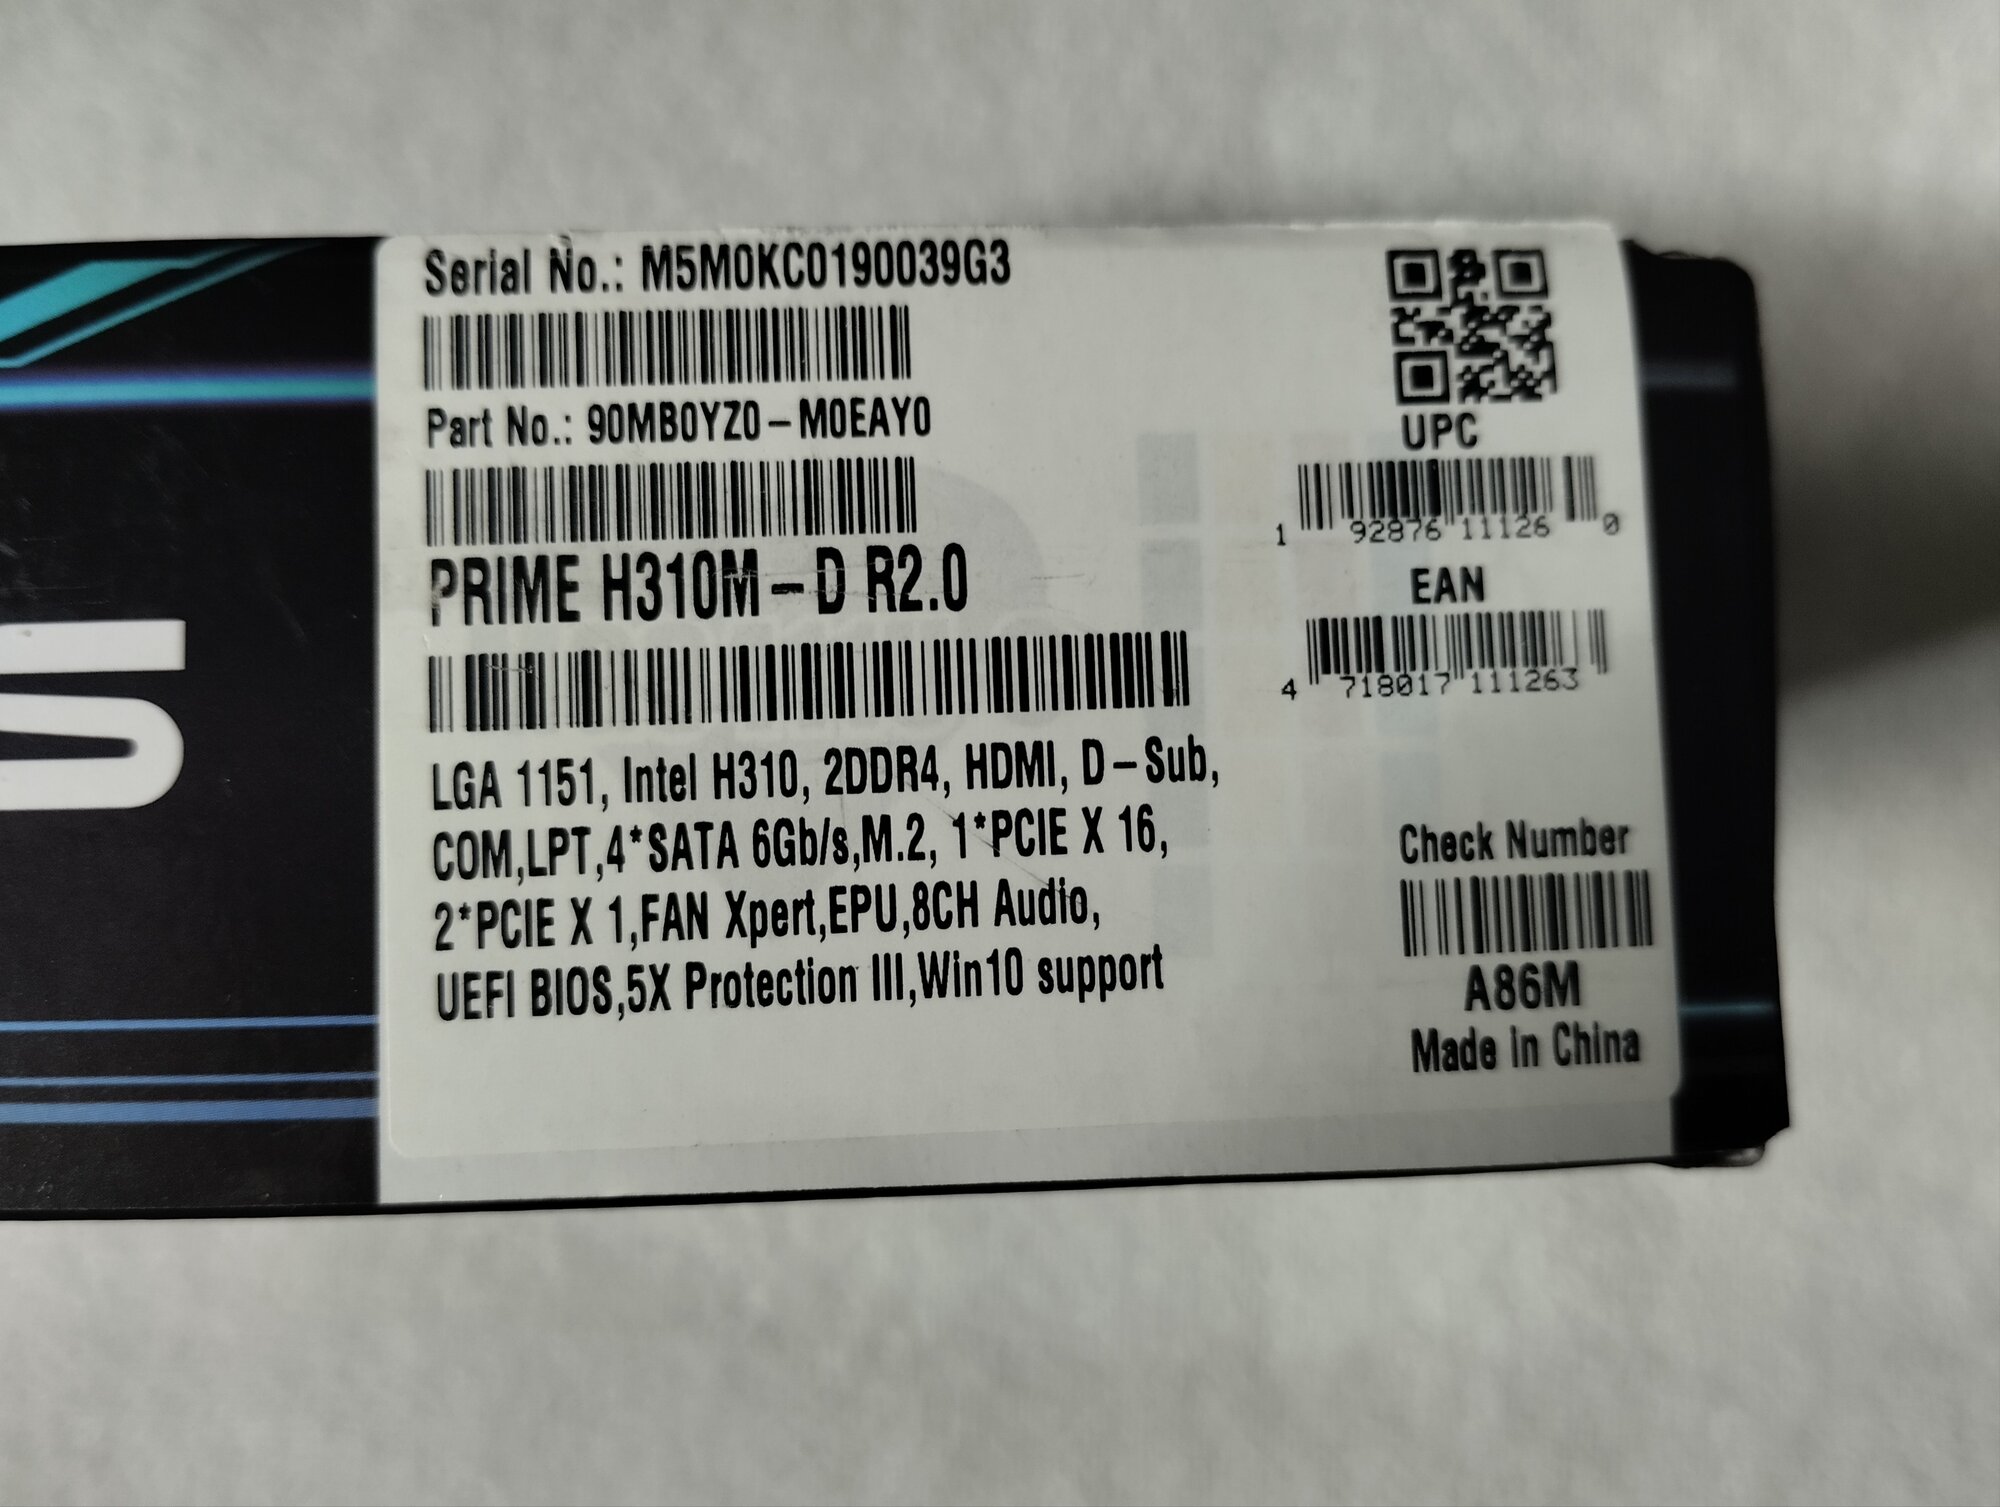 Serial No.: M5M0KC0190039G3
Part No.: 90MB0YZ0-M0EAY0
PRIME H310M-D R2.0
LGA 1151, Intel H310, 2DDR4, HDMI, D-Sub,
COM,LPT,4*SATA 6Gb/s,M.2, 1*PCIE X 16,
2*PCIE X 1,FAN Xpert,EPU,8CH Audio,
UEFI BIOS,5X Protection III,Win10 support
UPC
1 92876 11126 0
EAN
4 718017 111263
Check Number
A86M
Made in China
S